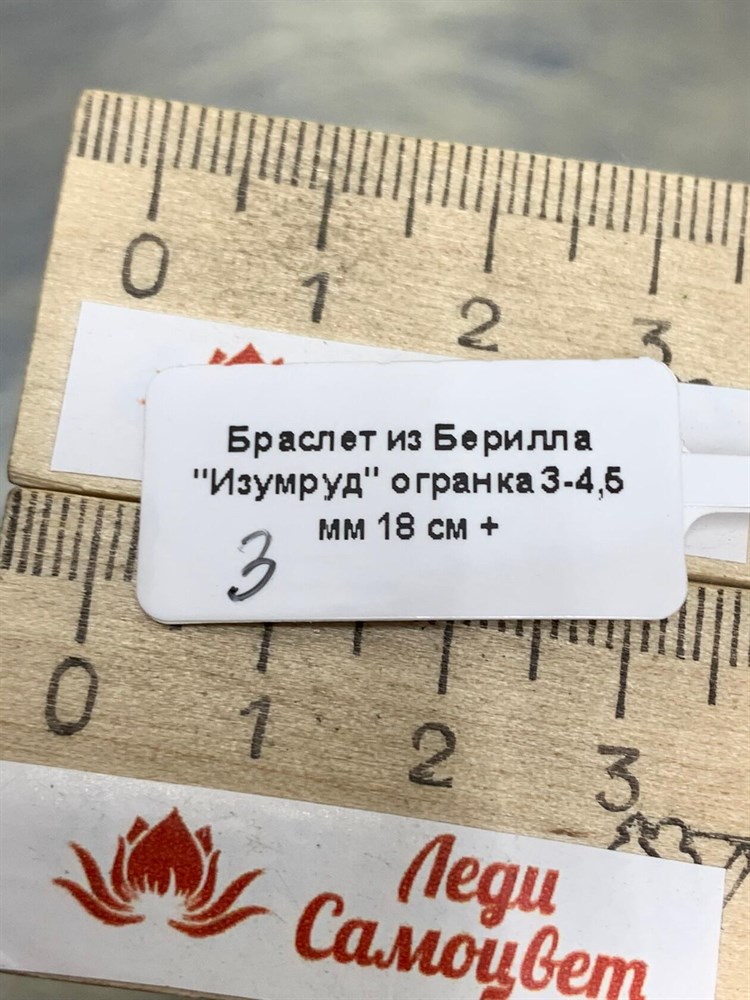 0 1 2 3
Браслет из Берилла
"Изумруд" огранка 3-4,5
мм 18 см +
3
0 1 2 3
Леди
Самоцвет